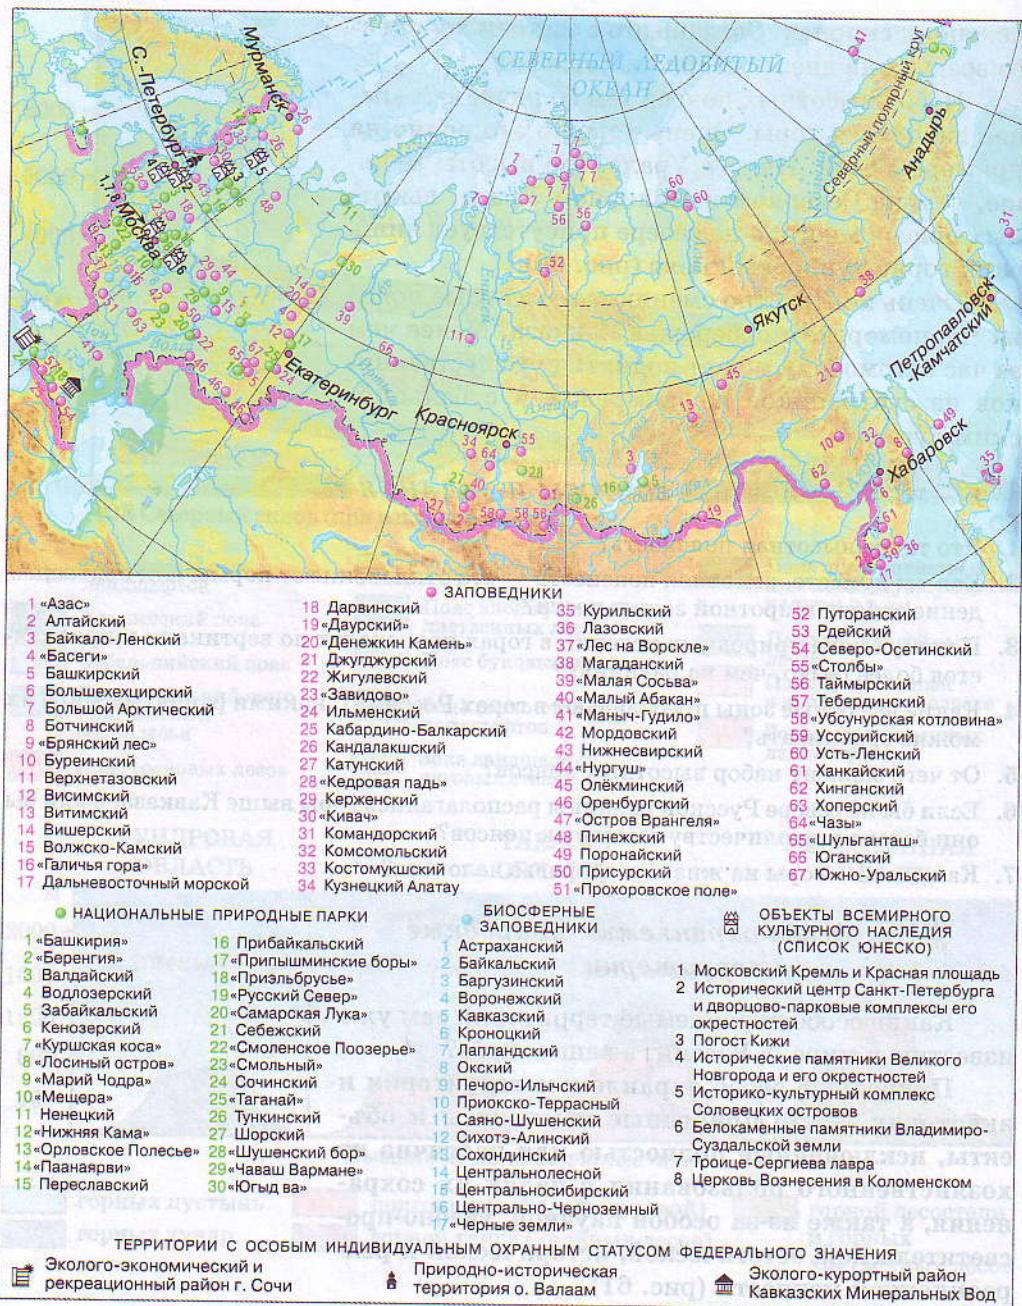 СЕВЕРНЫЙ ЛЕДОВИТЫЙ
ОКЕАН
Мурманск
С.-Петербург
Москва
Северный полярный круг
Анадырь
Якутск
Петропавловск-
-Камчатский
Екатеринбург
Красноярск
Хабаровск
Ангара
Волга
Дон
ЗАПОВЕДНИКИ
1 «Азас»
2 Алтайский
3 Байкало-Ленский
4 «Басеги»
5 Башкирский
6 Большехехцирский
7 Большой Арктический
8 Ботчинский
9 «Брянский лес»
10 Буреинский
11 Верхнетазовский
12 Висимский
13 Витимский
14 Вишерский
15 Волжско-Камский
16 «Галичья гора»
17 Дальневосточный морской
18 Дарвинский
19 «Даурский»
20 «Денежкин Камень»
21 Джугджурский
22 Жигулевский
23 «Завидово»
24 Ильменский
25 Кабардино-Балкарский
26 Кандалакшский
27 Катунский
28 «Кедровая падь»
29 Керженский
30 «Кивач»
31 Командорский
32 Комсомольский
33 Костомукшский
34 Кузнецкий Алатау
35 Курильский
36 Лазовский
37 «Лес на Ворскле»
38 Магаданский
39 «Малая Сосьва»
40 «Малый Абакан»
41 «Маныч-Гудило»
42 Мордовский
43 Нижнесвирский
44 «Нургуш»
45 Олёкминский
46 Оренбургский
47 «Остров Врангеля»
48 Пинежский
49 Поронайский
50 Присурский
51 «Прохоровское поле»
52 Путоранский
53 Рдейский
54 Северо-Осетинский
55 «Столбы»
56 Таймырский
57 Тебердинский
58 «Убсунурская котловина»
59 Уссурийский
60 Усть-Ленский
61 Ханкайский
62 Хинганский
63 Хоперский
64 «Чазы»
65 «Шульганташ»
66 Юганский
67 Южно-Уральский
НАЦИОНАЛЬНЫЕ ПРИРОДНЫЕ ПАРКИ
1 «Башкирия»
2 «Беренгия»
3 Валдайский
4 Водлозерский
5 Забайкальский
6 Кенозерский
7 «Куршская коса»
8 «Лосиный остров»
9 «Марий Чодра»
10 «Мещера»
11 Ненецкий
12 «Нижняя Кама»
13 «Орловское Полесье»
14 «Паанаярви»
15 Переславский
16 Прибайкальский
17 «Припышминские боры»
18 «Приэльбрусье»
19 «Русский Север»
20 «Самарская Лука»
21 Себежский
22 «Смоленское Поозерье»
23 «Смольный»
24 Сочинский
25 «Таганай»
26 Тункинский
27 Шорский
28 «Шушенский бор»
29 «Чаваш Вармане»
30 «Югыд ва»
БИОСФЕРНЫЕ
ЗАПОВЕДНИКИ
1 Астраханский
2 Байкальский
3 Баргузинский
4 Воронежский
5 Кавказский
6 Кроноцкий
7 Лапландский
8 Окский
9 Печоро-Илычский
10 Приокско-Террасный
11 Саяно-Шушенский
12 Сихотэ-Алинский
13 Сохондинский
14 Центральнолесной
15 Центральносибирский
16 Центрально-Черноземный
17 «Черные земли»
ОБЪЕКТЫ ВСЕМИРНОГО
КУЛЬТУРНОГО НАСЛЕДИЯ
(СПИСОК ЮНЕСКО)
1 Московский Кремль и Красная площадь
2 Исторический центр Санкт-Петербурга
и дворцово-парковые комплексы его
окрестностей
3 Погост Кижи
4 Исторические памятники Великого
Новгорода и его окрестностей
5 Историко-культурный комплекс
Соловецких островов
6 Белокаменные памятники Владимиро-
Суздальской земли
7 Троице-Сергиева лавра
8 Церковь Вознесения в Коломенском
ТЕРРИТОРИИ С ОСОБЫМ ИНДИВИДУАЛЬНЫМ ОХРАННЫМ СТАТУСОМ ФЕДЕРАЛЬНОГО ЗНАЧЕНИЯ
Эколого-экономический и
рекреационный район г. Сочи
Природно-историческая
территория о. Валаам
Эколого-курортный район
Кавказских Минеральных Вод